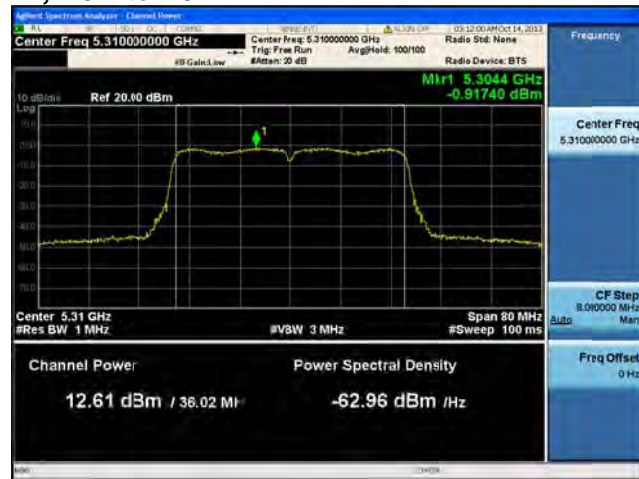 Agilent Spectrum Analyzer - Channel Power
RL
Center Freq 5.310000000 GHz
#IFGain:Low
Center Freq: 5.310000000 GHz
Trig: Free Run
Avg|Hold: 100/100
#Atten: 20 dB
03:12:00 AM Oct 14, 2013
Radio Std: None
Radio Device: BTS
Frequency
Mkr1 5.3044 GHz
-0.91740 dBm
10 dB/div
Ref 20.00 dBm
Log
1
Center Freq
5.310000000 GHz
CF Step
8.000000 MHz
Auto Man
Center 5.31 GHz
Span 80 MHz
#Res BW 1 MHz
#VBW 3 MHz
#Sweep 100 ms
Freq Offset
0 Hz
Channel Power
Power Spectral Density
12.61 dBm / 36.02 MH
-62.96 dBm /Hz